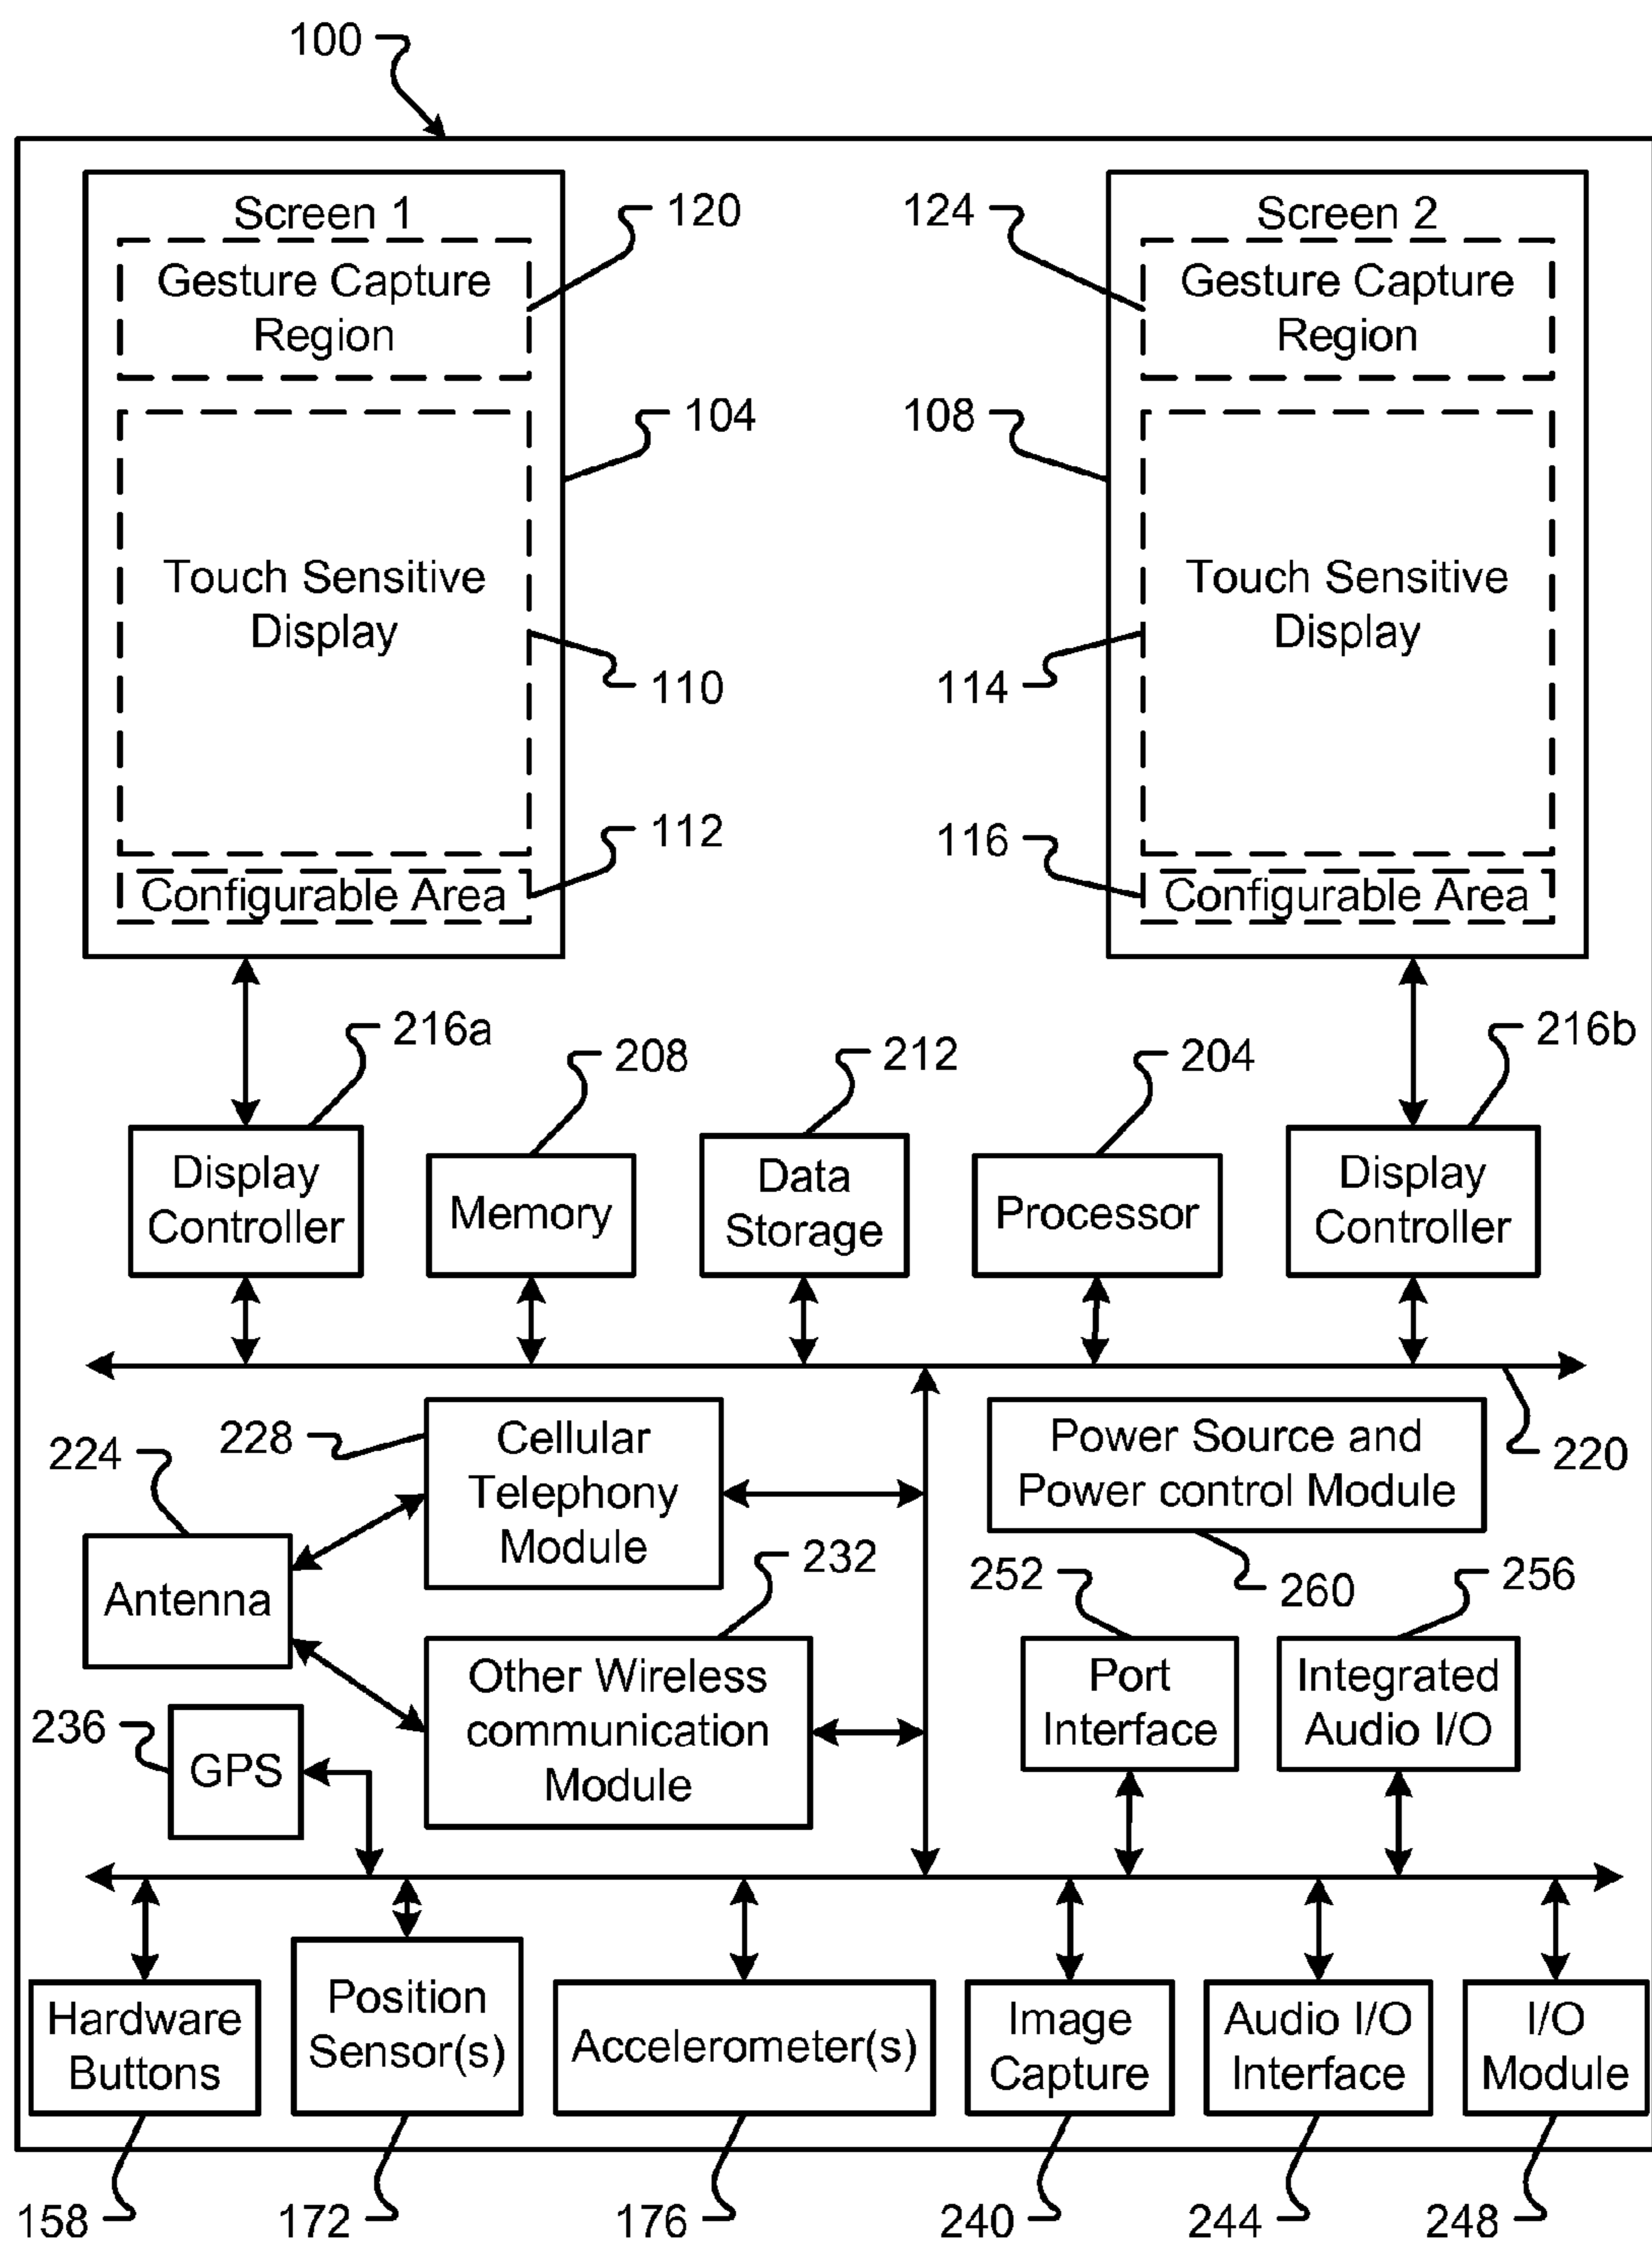 100
Screen 1
120
124
Screen 2
Gesture Capture
Region
Gesture Capture
Region
104
108
Touch Sensitive
Display
Touch Sensitive
Display
110
114
112
116
Configurable Area
Configurable Area
216a
208
212
204
216b
Display
Controller
Memory
Data
Storage
Processor
Display
Controller
228
Cellular
Telephony
Module
Power Source and
Power control Module
220
224
Antenna
232
252
260
256
Other Wireless
communication
Module
Port
Interface
Integrated
Audio I/O
236
GPS
Hardware
Buttons
Position
Sensor(s)
Accelerometer(s)
Image
Capture
Audio I/O
Interface
I/O
Module
158
172
176
240
244
248